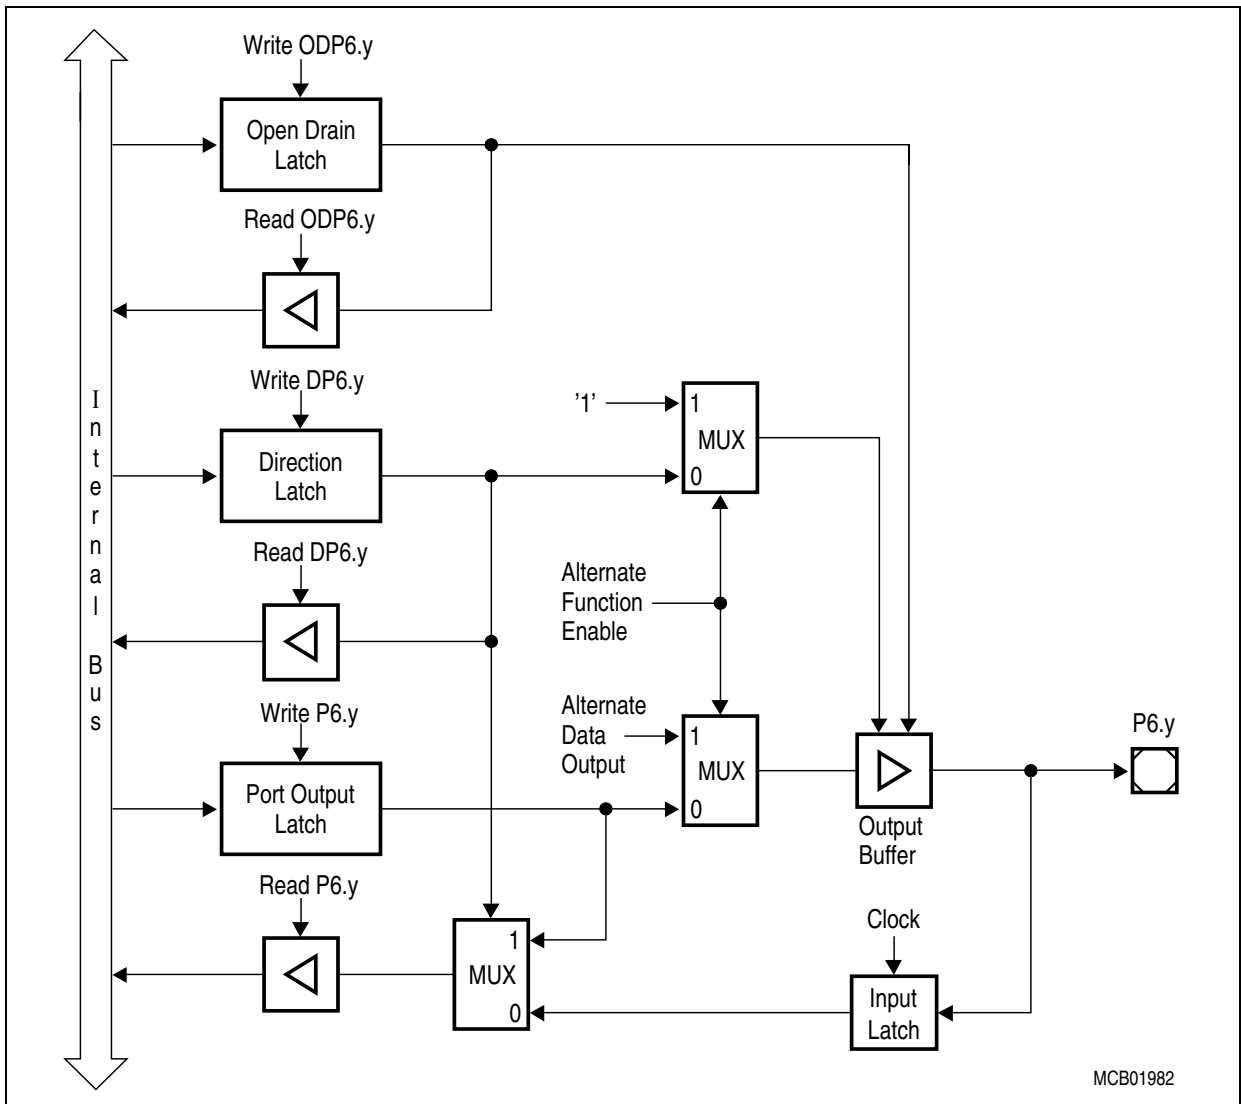 Write ODP6.y
Open Drain
Latch
Read ODP6.y
Internal Bus
Write DP6.y
Direction
Latch
'1'
1
MUX
0
Read DP6.y
Alternate
Function
Enable
Write P6.y
Alternate
Data
Output
1
MUX
0
P6.y
Port Output
Latch
Output
Buffer
Read P6.y
Clock
1
MUX
0
Input
Latch
MCB01982